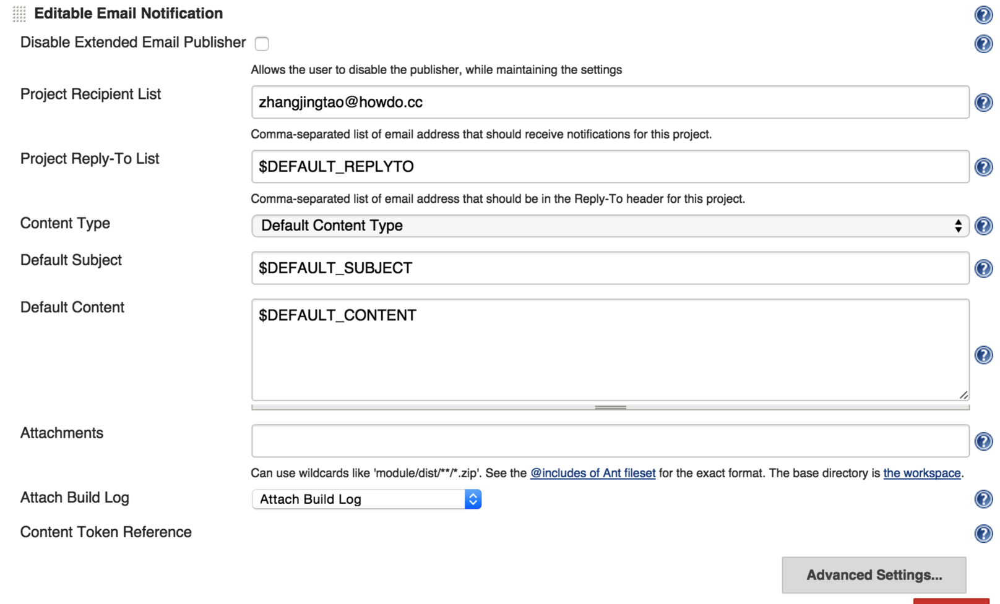 Editable Email Notification
Disable Extended Email Publisher
Allows the user to disable the publisher, while maintaining the settings
Project Recipient List
zhangjingtao@howdo.cc
Comma-separated list of email address that should receive notifications for this project.
Project Reply-To List
$DEFAULT_REPLYTO
Comma-separated list of email address that should be in the Reply-To header for this project.
Content Type
Default Content Type
Default Subject
$DEFAULT_SUBJECT
Default Content
$DEFAULT_CONTENT
Attachments
Can use wildcards like 'module/dist/**/*.zip'. See the @includes of Ant fileset for the exact format. The base directory is the workspace.
Attach Build Log
Attach Build Log
Content Token Reference
Advanced Settings...